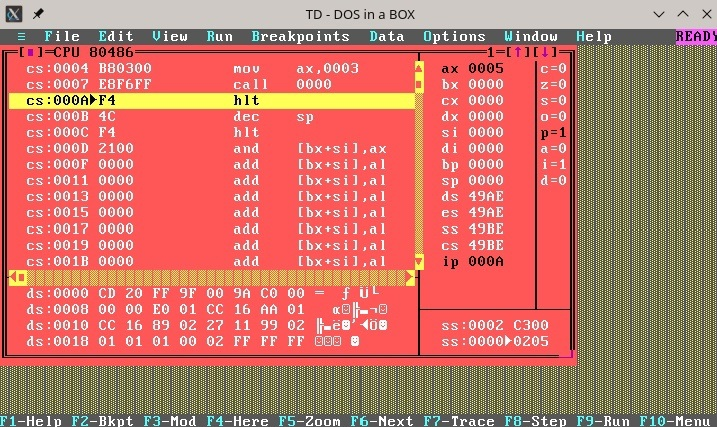 TD - DOS in a BOX
≡ File Edit View Run Breakpoints Data Options Window Help READY
[■]=CPU 80486 1=[↑][↓]
cs:0004 B80300 mov ax,0003 ax 0005 c=0
cs:0007 E8F6FF call 0000 bx 0000 z=0
cs:000A▶F4 hlt cx 0000 s=0
cs:000B 4C dec sp dx 0000 o=0
cs:000C F4 hlt si 0000 p=1
cs:000D 2100 and [bx+si],ax di 0000 a=0
cs:000F 0000 add [bx+si],al bp 0000 i=1
cs:0011 0000 add [bx+si],al sp 0000 d=0
cs:0013 0000 add [bx+si],al ds 49AE
cs:0015 0000 add [bx+si],al es 49AE
cs:0017 0000 add [bx+si],al ss 49BE
cs:0019 0000 add [bx+si],al cs 49BE
cs:001B 0000 add [bx+si],al ip 000A
ds:0000 CD 20 FF 9F 00 9A C0 00 = ƒ Ü└
ds:0008 00 00 E0 01 CC 16 AA 01 α☺╠▬¬☺
ds:0010 CC 16 89 02 27 11 99 02 ╠▬ë☻'◄Ö☻ ss:0002 C300
ds:0018 01 01 01 00 02 FF FF FF ☺☺☺ ☻ ss:0000▶0205
F1-Help F2-Bkpt F3-Mod F4-Here F5-Zoom F6-Next F7-Trace F8-Step F9-Run F10-Menu